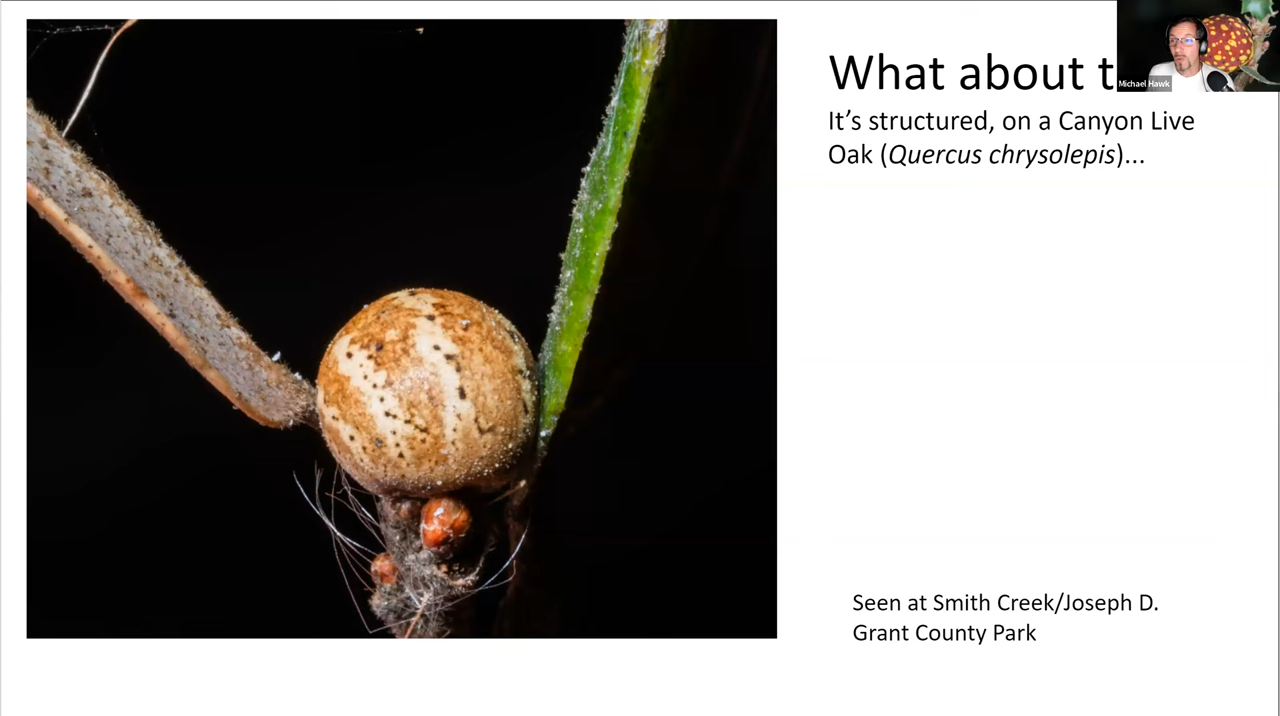 What about t
Michael Hawk
It’s structured, on a Canyon Live
Oak (Quercus chrysolepis)...
Seen at Smith Creek/Joseph D.
Grant County Park